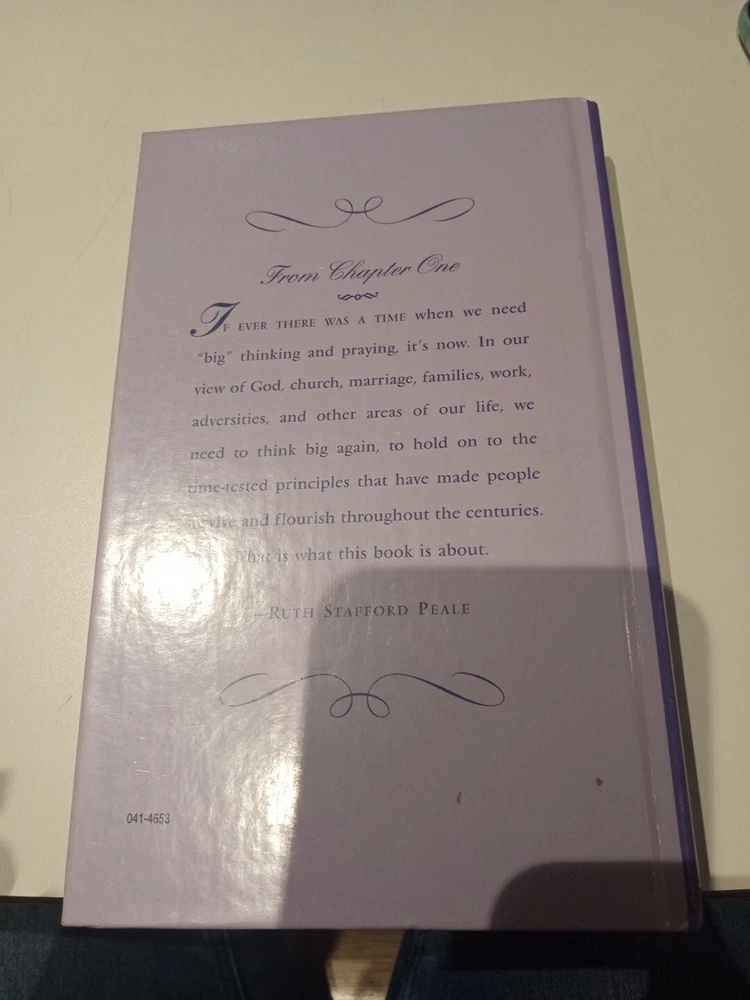 From Chapter One
IF EVER THERE WAS A TIME when we need
"big" thinking and praying, it's now. In our
view of God, church, marriage, families, work,
adversities, and other areas of our life, we
need to think big again, to hold on to the
time-tested principles that have made people
survive and flourish throughout the centuries.
That is what this book is about.
—RUTH STAFFORD PEALE
041-4653